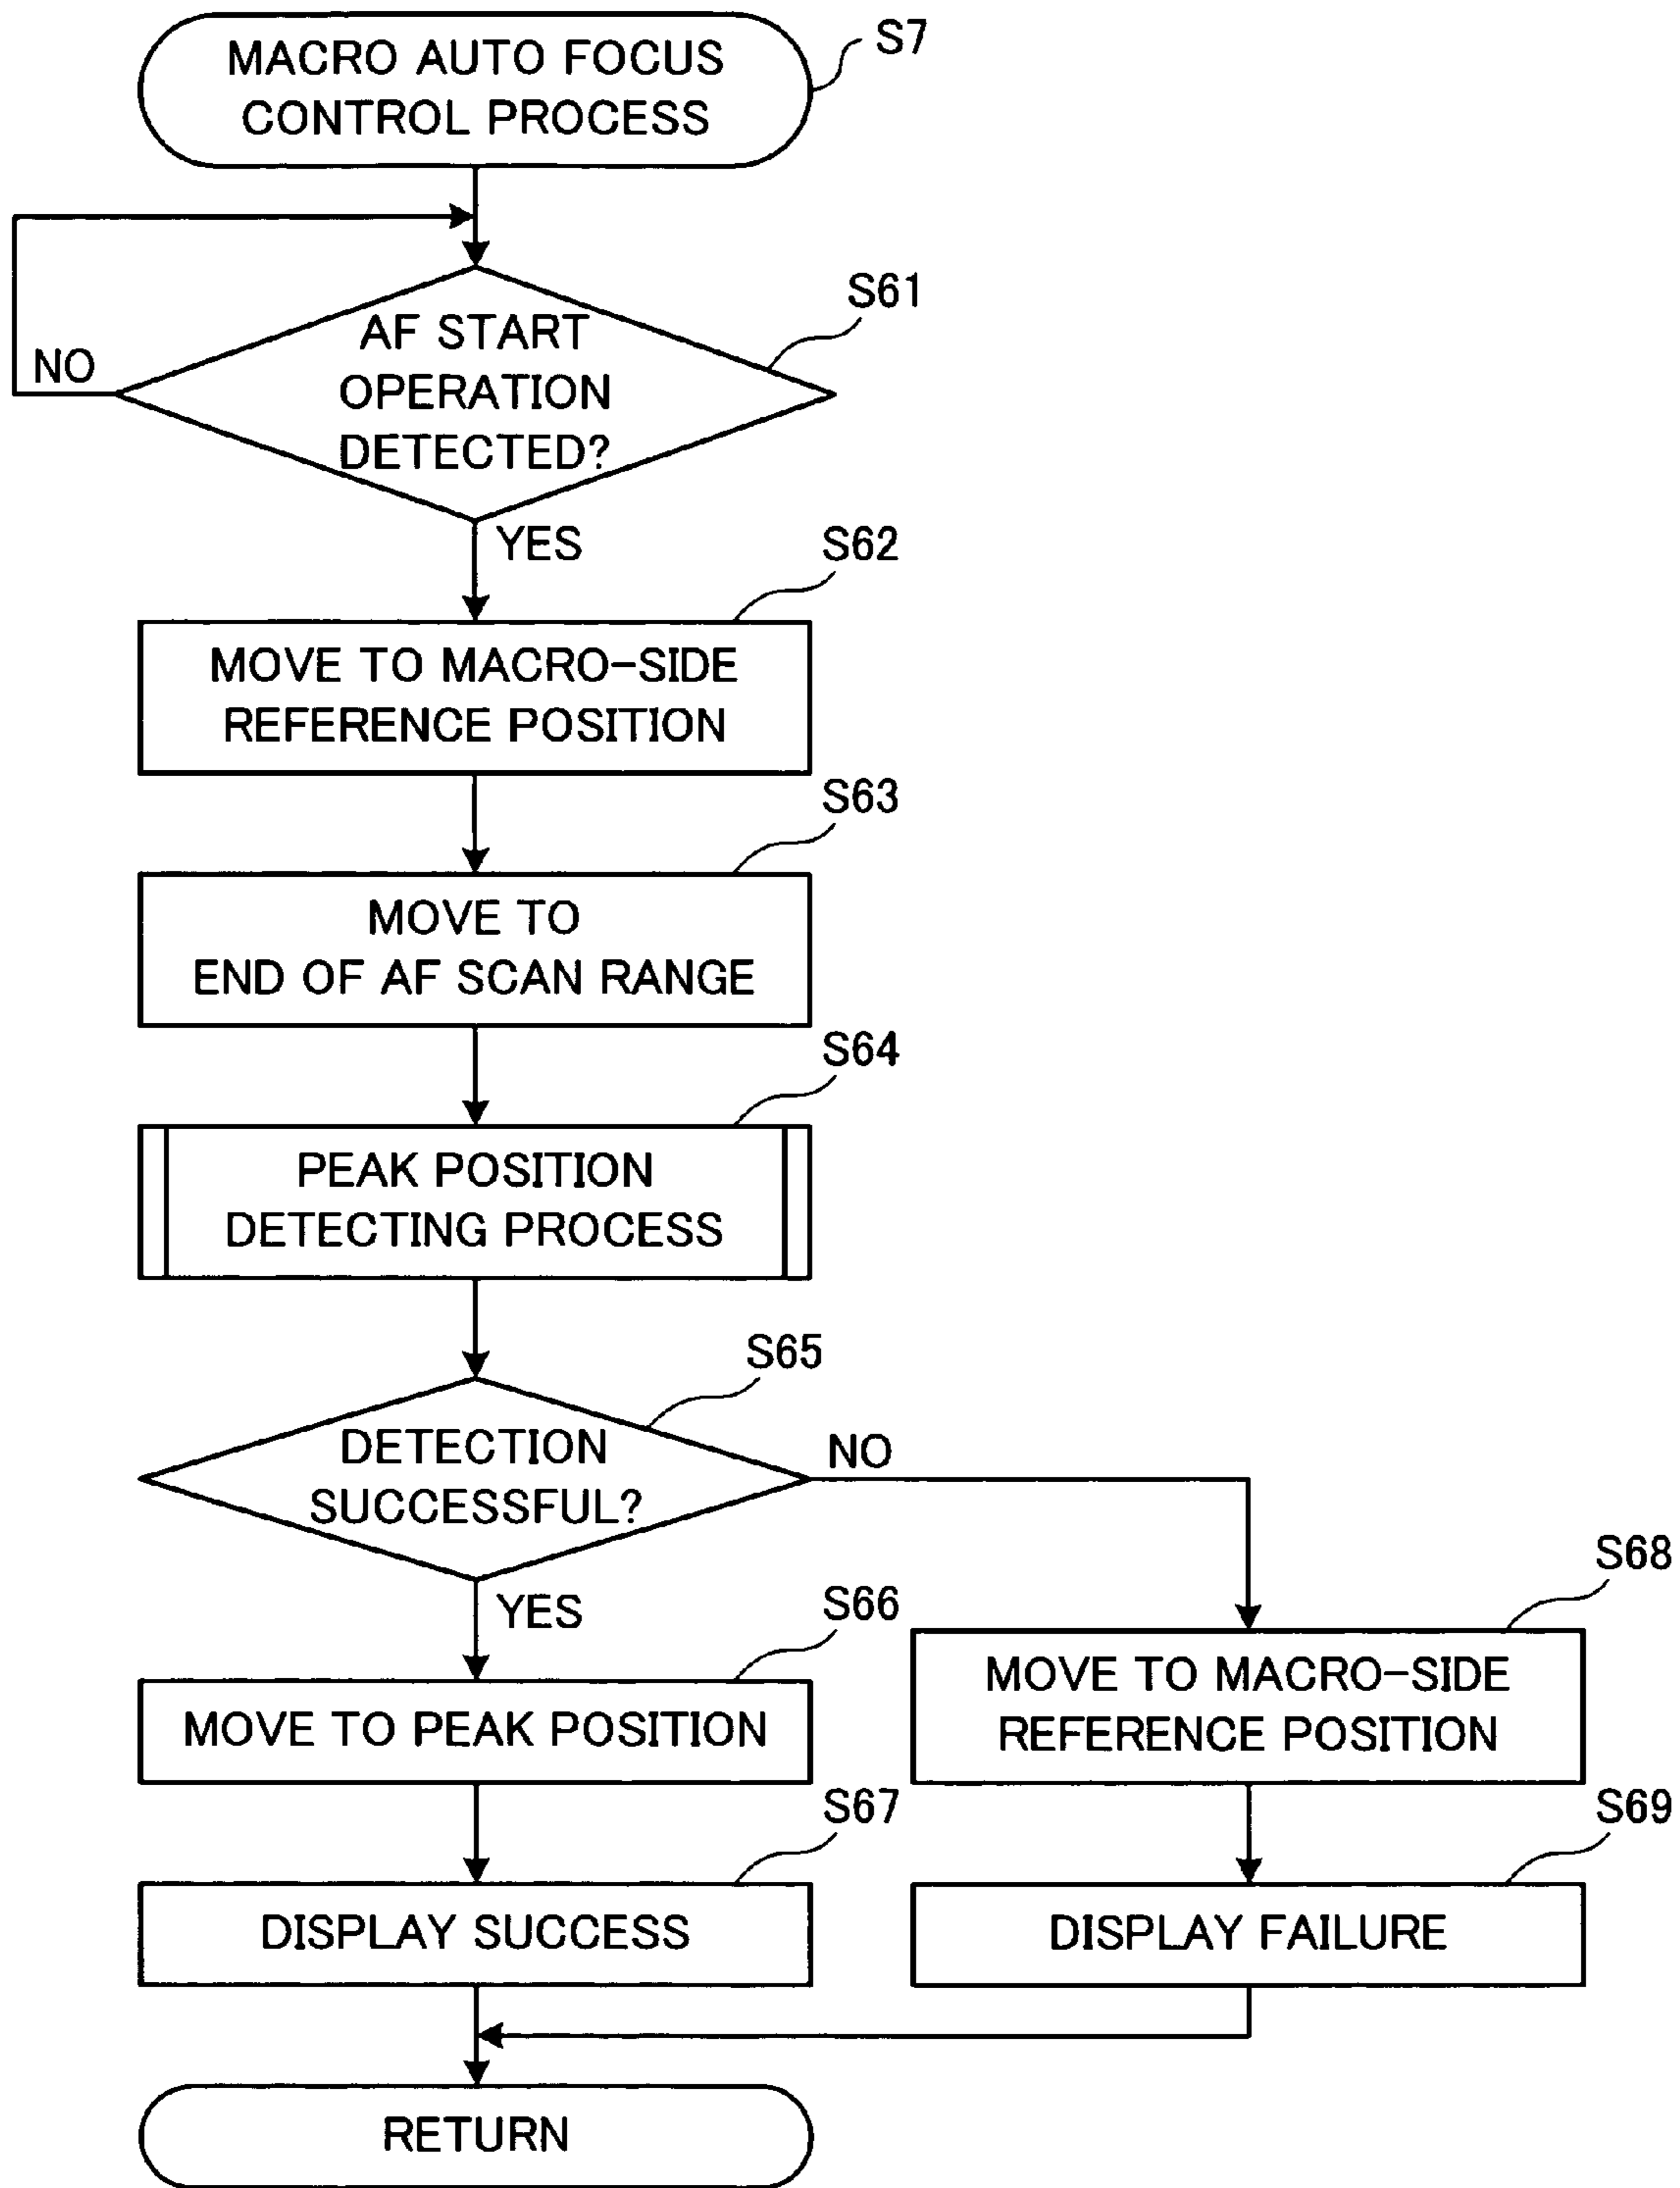 MACRO AUTO FOCUS
CONTROL PROCESS
S7
AF START
OPERATION
DETECTED?
S61
NO
YES
S62
MOVE TO MACRO-SIDE
REFERENCE POSITION
S63
MOVE TO
END OF AF SCAN RANGE
S64
PEAK POSITION
DETECTING PROCESS
S65
DETECTION
SUCCESSFUL?
NO
YES
S66
MOVE TO PEAK POSITION
S68
MOVE TO MACRO-SIDE
REFERENCE POSITION
S67
DISPLAY SUCCESS
S69
DISPLAY FAILURE
RETURN